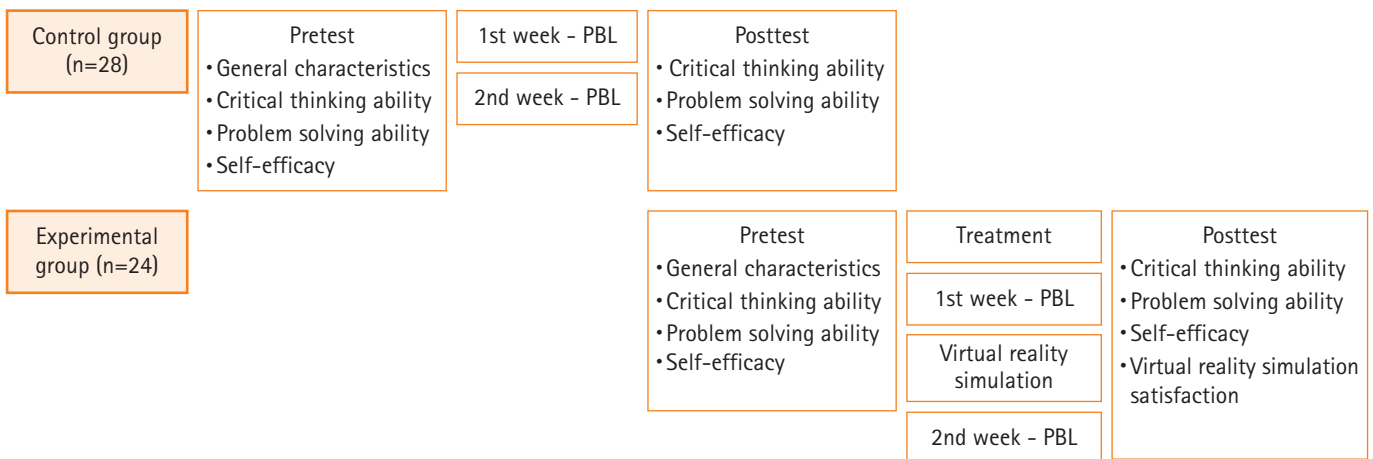 Control group
(n=28)
Pretest
• General characteristics
• Critical thinking ability
• Problem solving ability
• Self-efficacy
1st week - PBL
2nd week - PBL
Posttest
• Critical thinking ability
• Problem solving ability
• Self-efficacy
Experimental
group (n=24)
Pretest
• General characteristics
• Critical thinking ability
• Problem solving ability
• Self-efficacy
Treatment
1st week - PBL
Virtual reality
simulation
2nd week - PBL
Posttest
• Critical thinking ability
• Problem solving ability
• Self-efficacy
• Virtual reality simulation
satisfaction